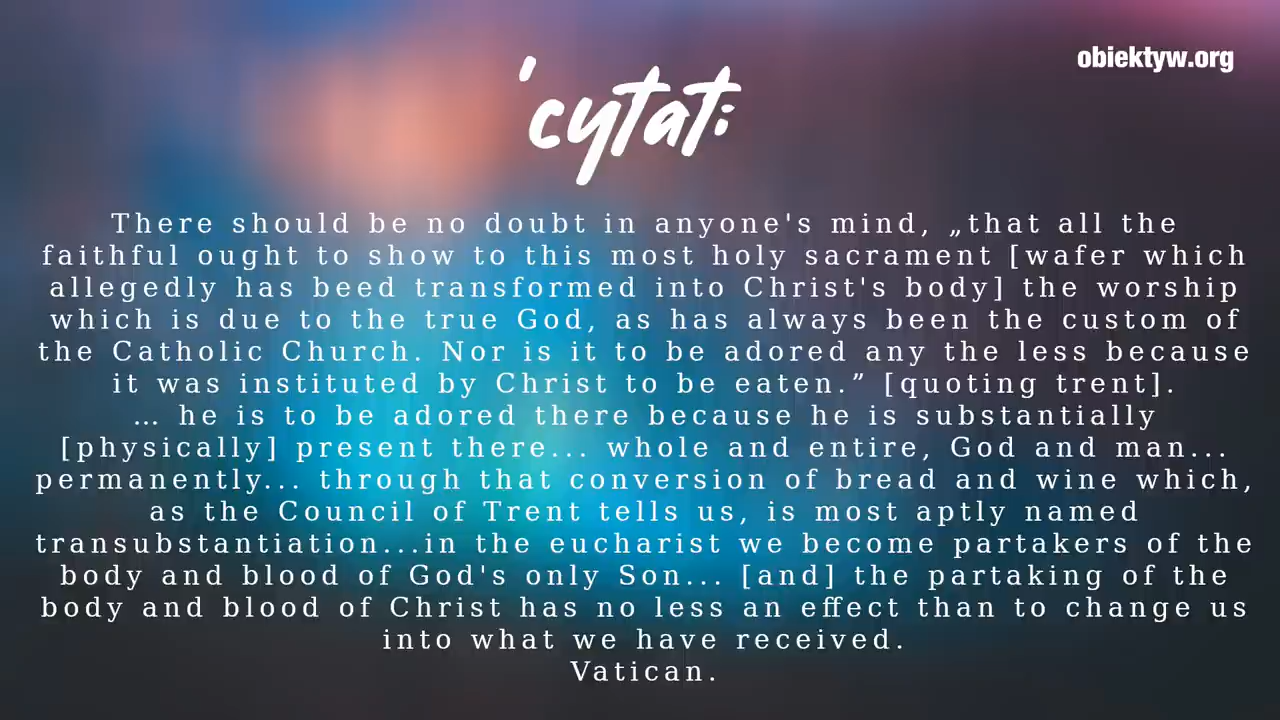 obiektyw.org
'cytat:
There should be no doubt in anyone's mind, „that all the
faithful ought to show to this most holy sacrament [wafer which
allegedly has beed transformed into Christ's body] the worship
which is due to the true God, as has always been the custom of
the Catholic Church. Nor is it to be adored any the less because
it was instituted by Christ to be eaten.” [quoting trent].
... he is to be adored there because he is substantially
[physically] present there... whole and entire, God and man...
permanently... through that conversion of bread and wine which,
as the Council of Trent tells us, is most aptly named
transubstantiation...in the eucharist we become partakers of the
body and blood of God's only Son... [and] the partaking of the
body and blood of Christ has no less an effect than to change us
into what we have received.
Vatican.